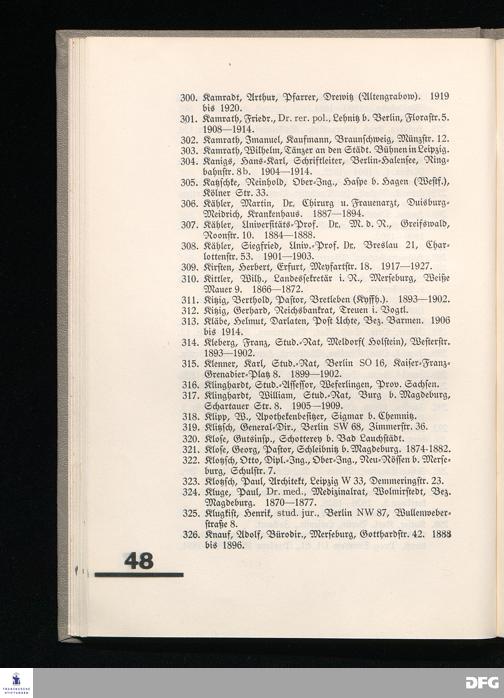 300. Kamradt, Arthur, Pfarrer, Drewitz (Altengrabow). 1919
bis 1920.
301. Kamrath, Friedr., Dr. rer. pol., Lehnitz b. Berlin, Florastr. 5.
1908—1914.
302. Kamrath, Imanuel, Kaufmann, Braunschweig, Münzstr. 12.
303. Kamrath, Wilhelm, Tänzer an den Städt. Bühnen in Leipzig.
304. Kanigs, Hans-Karl, Schriftleiter, Berlin-Halensee, Ring-
bahnstr. 8b. 1904—1914.
305. Katschke, Reinhold, Ober-Ing., Haspe b. Hagen (Westf.),
Kölner Str. 33.
306. Kähler, Martin, Dr. Chirurg u. Frauenarzt, Duisburg-
Meidrich, Krankenhaus. 1887—1894.
307. Kähler, Universitäts-Prof. Dr. M. d. R., Greifswald,
Roonstr. 10. 1884—1888.
308. Kähler, Siegfried, Univ.-Prof. Dr. Breslau 21, Char-
lottenstr. 53. 1901—1903.
309. Kirsten, Herbert, Erfurt, Meyfartstr. 18. 1917—1927.
310. Kittler, Wilh., Landessekretär i. R., Merseburg, Weiße
Mauer 9. 1866—1872.
311. Kitzig, Berthold, Pastor, Bretleben (Kyffh.). 1893—1902.
312. Kitzig, Gerhard, Reichsbankrat, Treuen i. Vogtl.
313. Kläbe, Helmut, Darlaten, Post Uchte, Bez. Barmen. 1906
bis 1914.
314. Kleberg, Franz, Stud.-Rat, Meldorf (Holstein), Westerstr.
1893—1902.
315. Klenner, Karl, Stud.-Rat, Berlin SO 16, Kaiser-Franz-
Grenadier-Platz 8. 1899—1902.
316. Klinghardt, Stud.-Assessor, Weferlingen, Prov. Sachsen.
317. Klinghardt, William, Stud.-Rat, Burg b. Magdeburg,
Schartauer Str. 8. 1905—1909.
318. Klipp, W., Apothekenbesitzer, Sigmar b. Chemnitz.
319. Klitzsch, General-Dir., Berlin SW 68, Zimmerstr. 36.
320. Klose, Gutsinsp., Schotterey b. Bad Lauchstädt.
321. Klose, Georg, Pastor, Schleibnitz b. Magdeburg. 1874-1882.
322. Klotzsch, Otto, Dipl.-Ing., Ober-Ing., Neu-Rössen b. Merse-
burg, Schulstr. 7.
323. Klotzsch, Paul, Architekt, Leipzig W 33, Demmeringstr. 23.
324. Kluge, Paul, Dr. med., Medizinalrat, Wolmirstedt, Bez.
Magdeburg. 1870—1877.
325. Klugkist, Henrik, stud. jur., Berlin NW 87, Wullenweber-
straße 8.
326. Knauf, Adolf, Bürodir., Merseburg, Gotthardstr. 42. 1888
bis 1896.
48
FRANCKESCHE
STIFTUNGEN
DFG